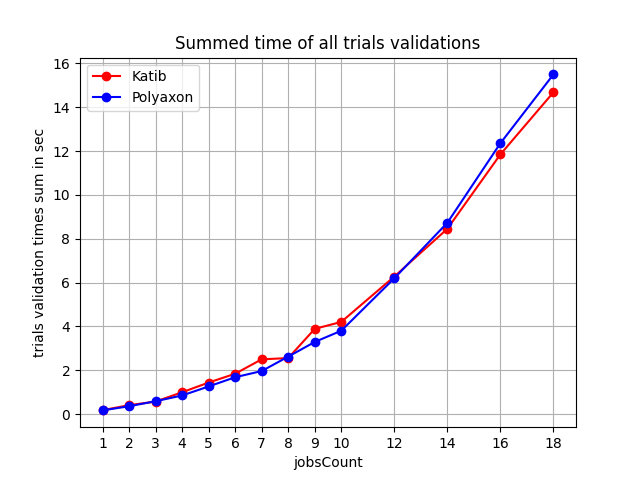 Summed time of all trials validations
Katib
Polyaxon
trials validation times sum in sec
16
14
12
10
8
6
4
2
0
1 2 3 4 5 6 7 8 9 10 12 14 16 18
jobsCount